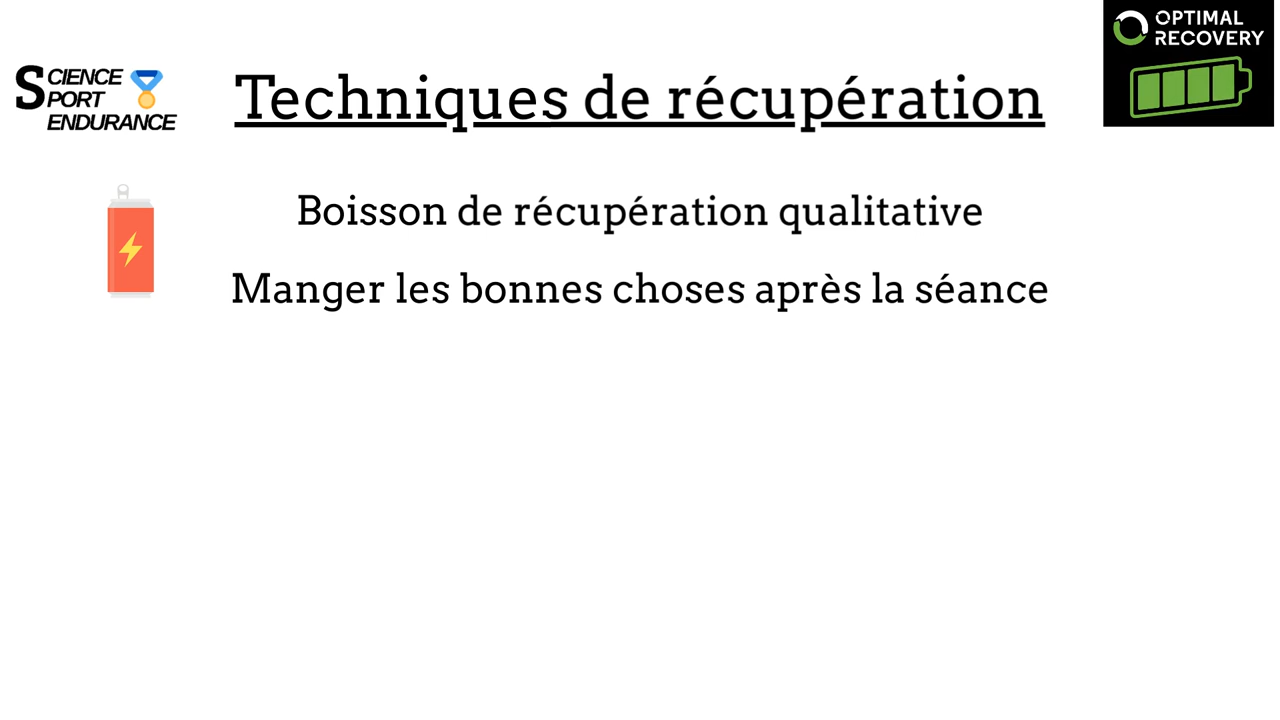 SCIENCE
SPORT
ENDURANCE
Techniques de récupération
OPTIMAL
RECOVERY
Boisson de récupération qualitative
Manger les bonnes choses après la séance